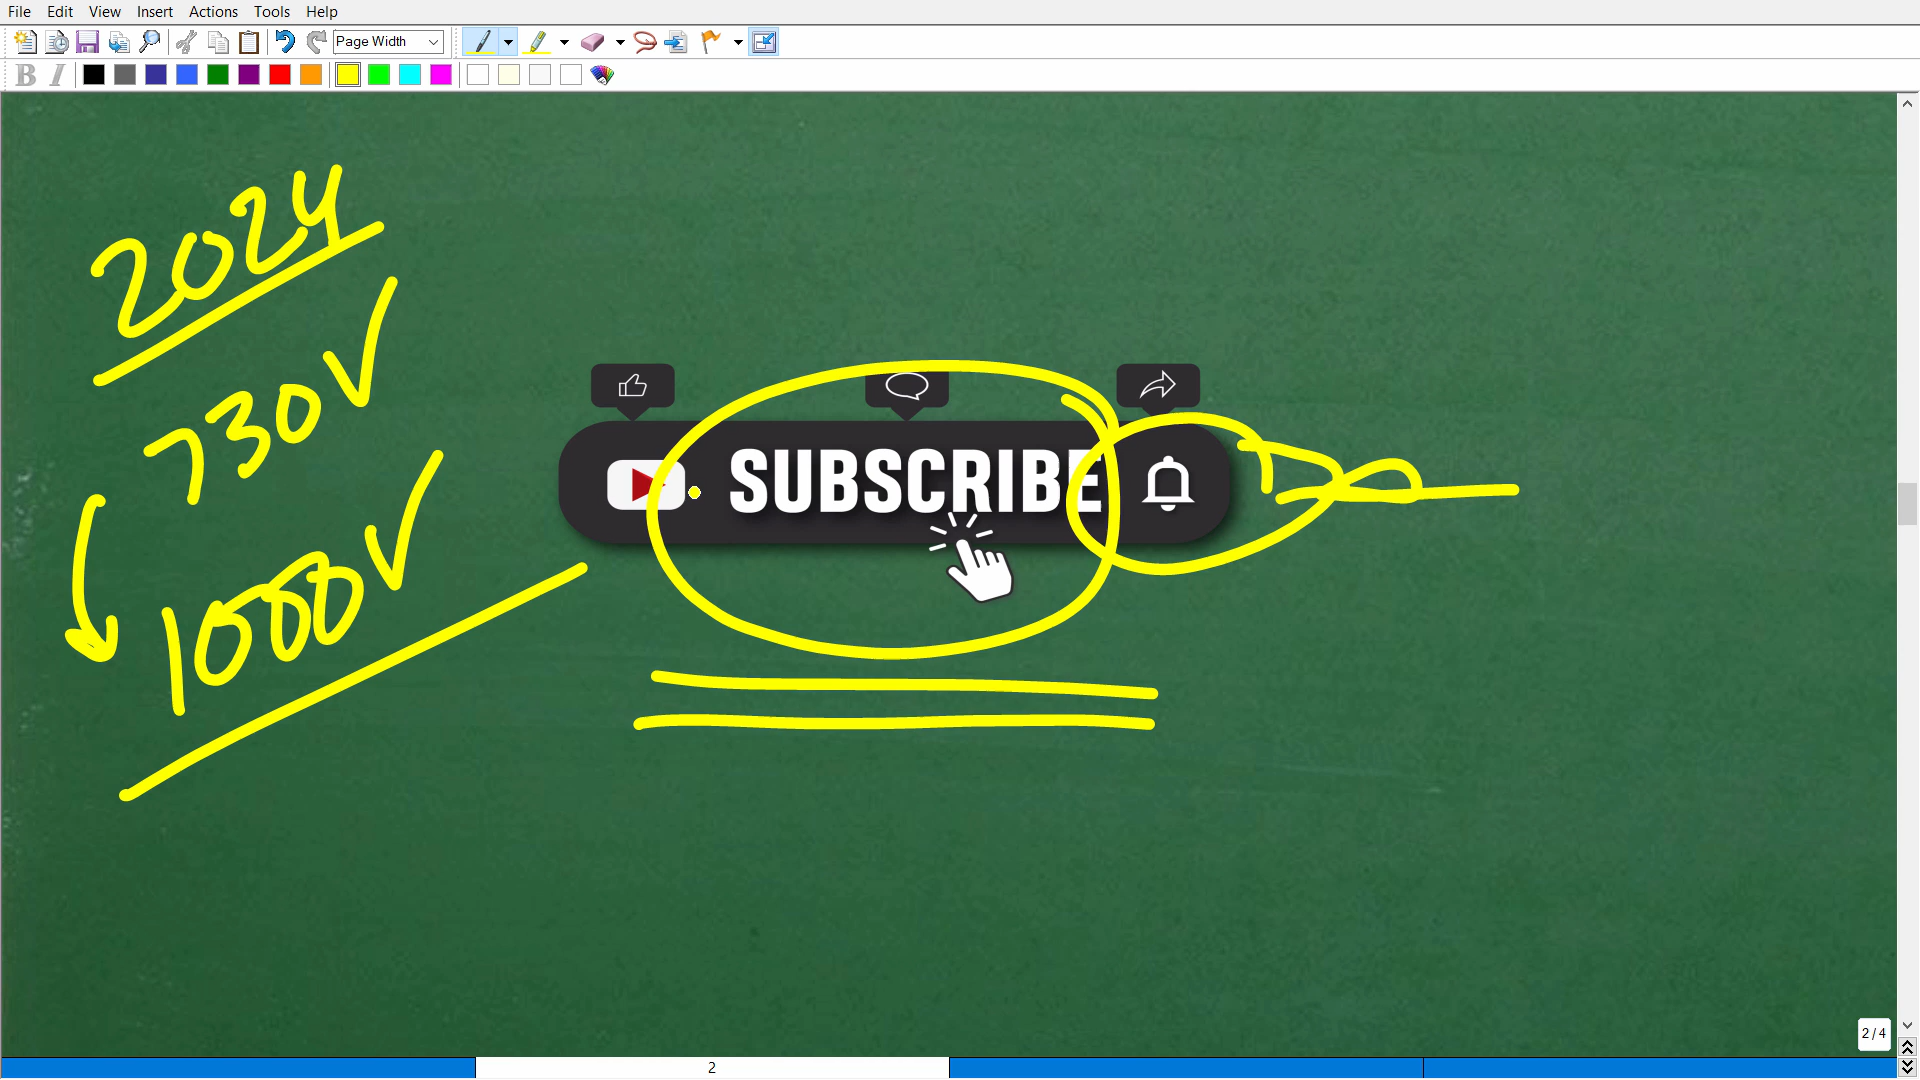 File Edit View Insert Actions Tools Help
Page Width
B I
2024
730✓
1000✓
SUBSCRIBE
2 / 4
2